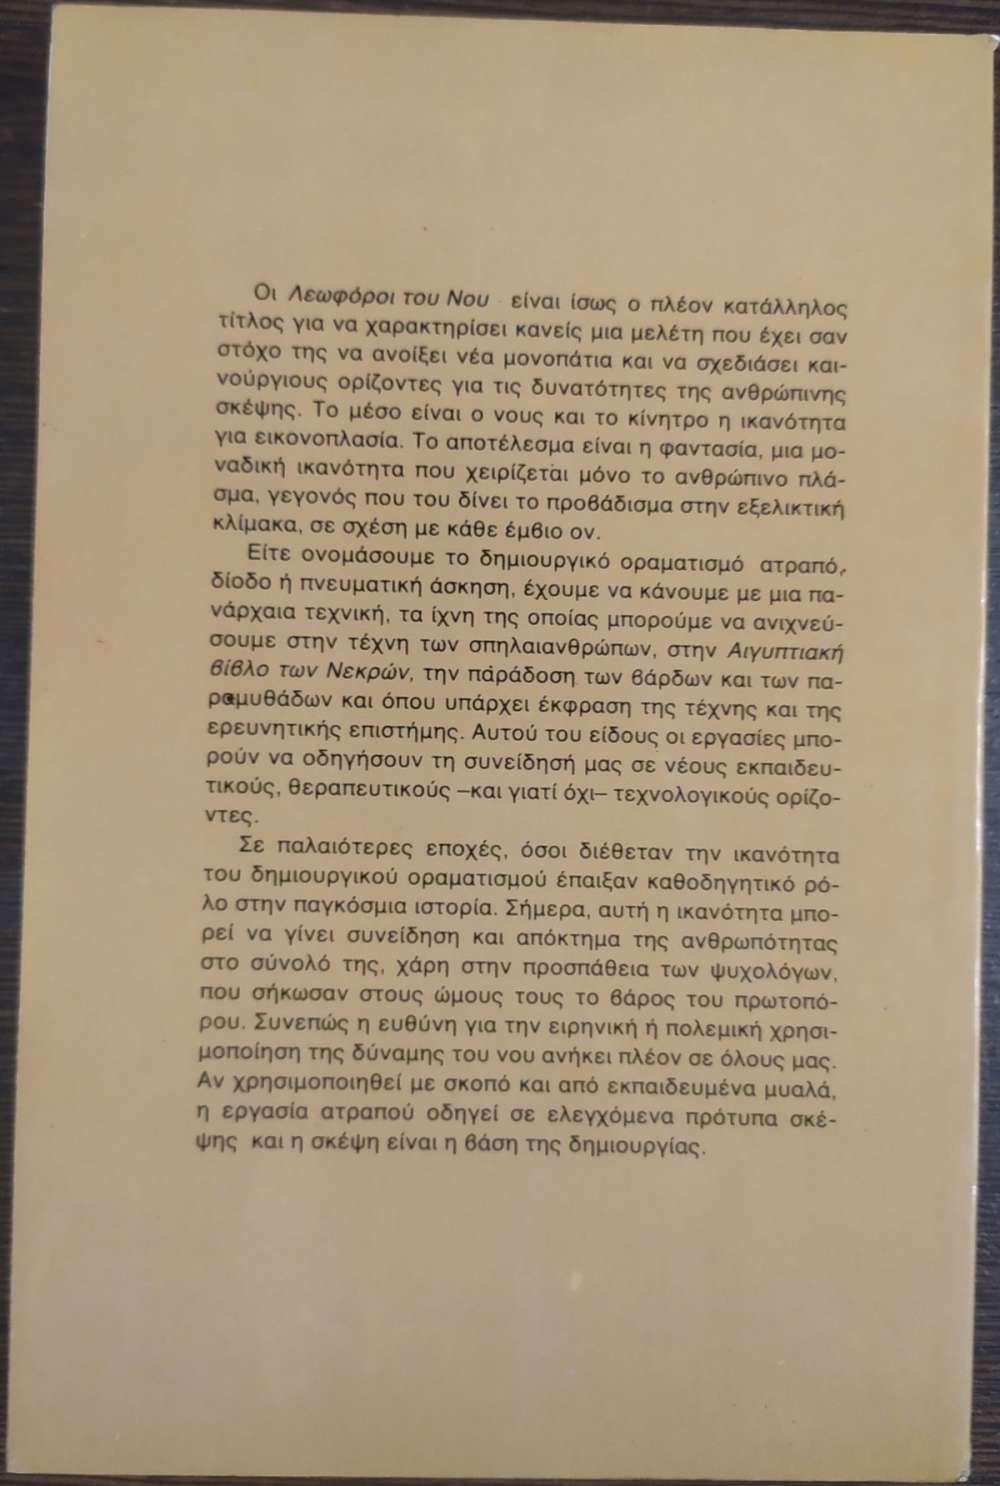 Οι Λεωφόροι του Νου είναι ίσως ο πλέον κατάλληλος
τίτλος για να χαρακτηρίσει κανείς μια μελέτη που έχει σαν
στόχο της να ανοίξει νέα μονοπάτια και να σχεδιάσει και-
νούργιους ορίζοντες για τις δυνατότητες της ανθρώπινης
σκέψης. Το μέσο είναι ο νους και το κίνητρο η ικανότητα
για εικονοπλασία. Το αποτέλεσμα είναι η φαντασία, μια μο-
ναδική ικανότητα που χειρίζεται μόνο το ανθρώπινο πλά-
σμα, γεγονός που του δίνει το προβάδισμα στην εξελικτική
κλίμακα, σε σχέση με κάθε έμβιο ον.
Είτε ονομάσουμε το δημιουργικό οραματισμό ατραπό,
δίοδο ή πνευματική άσκηση, έχουμε να κάνουμε με μια πα-
νάρχαια τεχνική, τα ίχνη της οποίας μπορούμε να ανιχνεύ-
σουμε στην τέχνη των σπηλαιανθρώπων, στην Αιγυπτιακή
βίβλο των Νεκρών, την παράδοση των βάρδων και των πα-
ραμυθάδων και όπου υπάρχει έκφραση της τέχνης και της
ερευνητικής επιστήμης. Αυτού του είδους οι εργασίες μπο-
ρούν να οδηγήσουν τη συνείδησή μας σε νέους εκπαιδευ-
τικούς, θεραπευτικούς –και γιατί όχι– τεχνολογικούς ορίζο-
ντες.
Σε παλαιότερες εποχές, όσοι διέθεταν την ικανότητα
του δημιουργικού οραματισμού έπαιξαν καθοδηγητικό ρό-
λο στην παγκόσμια ιστορία. Σήμερα, αυτή η ικανότητα μπο-
ρεί να γίνει συνείδηση και απόκτημα της ανθρωπότητας
στο σύνολό της, χάρη στην προσπάθεια των ψυχολόγων,
που σήκωσαν στους ώμους τους το βάρος του πρωτοπό-
ρου. Συνεπώς η ευθύνη για την ειρηνική ή πολεμική χρησι-
μοποίηση της δύναμης του νου ανήκει πλέον σε όλους μας.
Αν χρησιμοποιηθεί με σκοπό και από εκπαιδευμένα μυαλά,
η εργασία ατραπού οδηγεί σε ελεγχόμενα πρότυπα σκέ-
ψης και η σκέψη είναι η βάση της δημιουργίας.